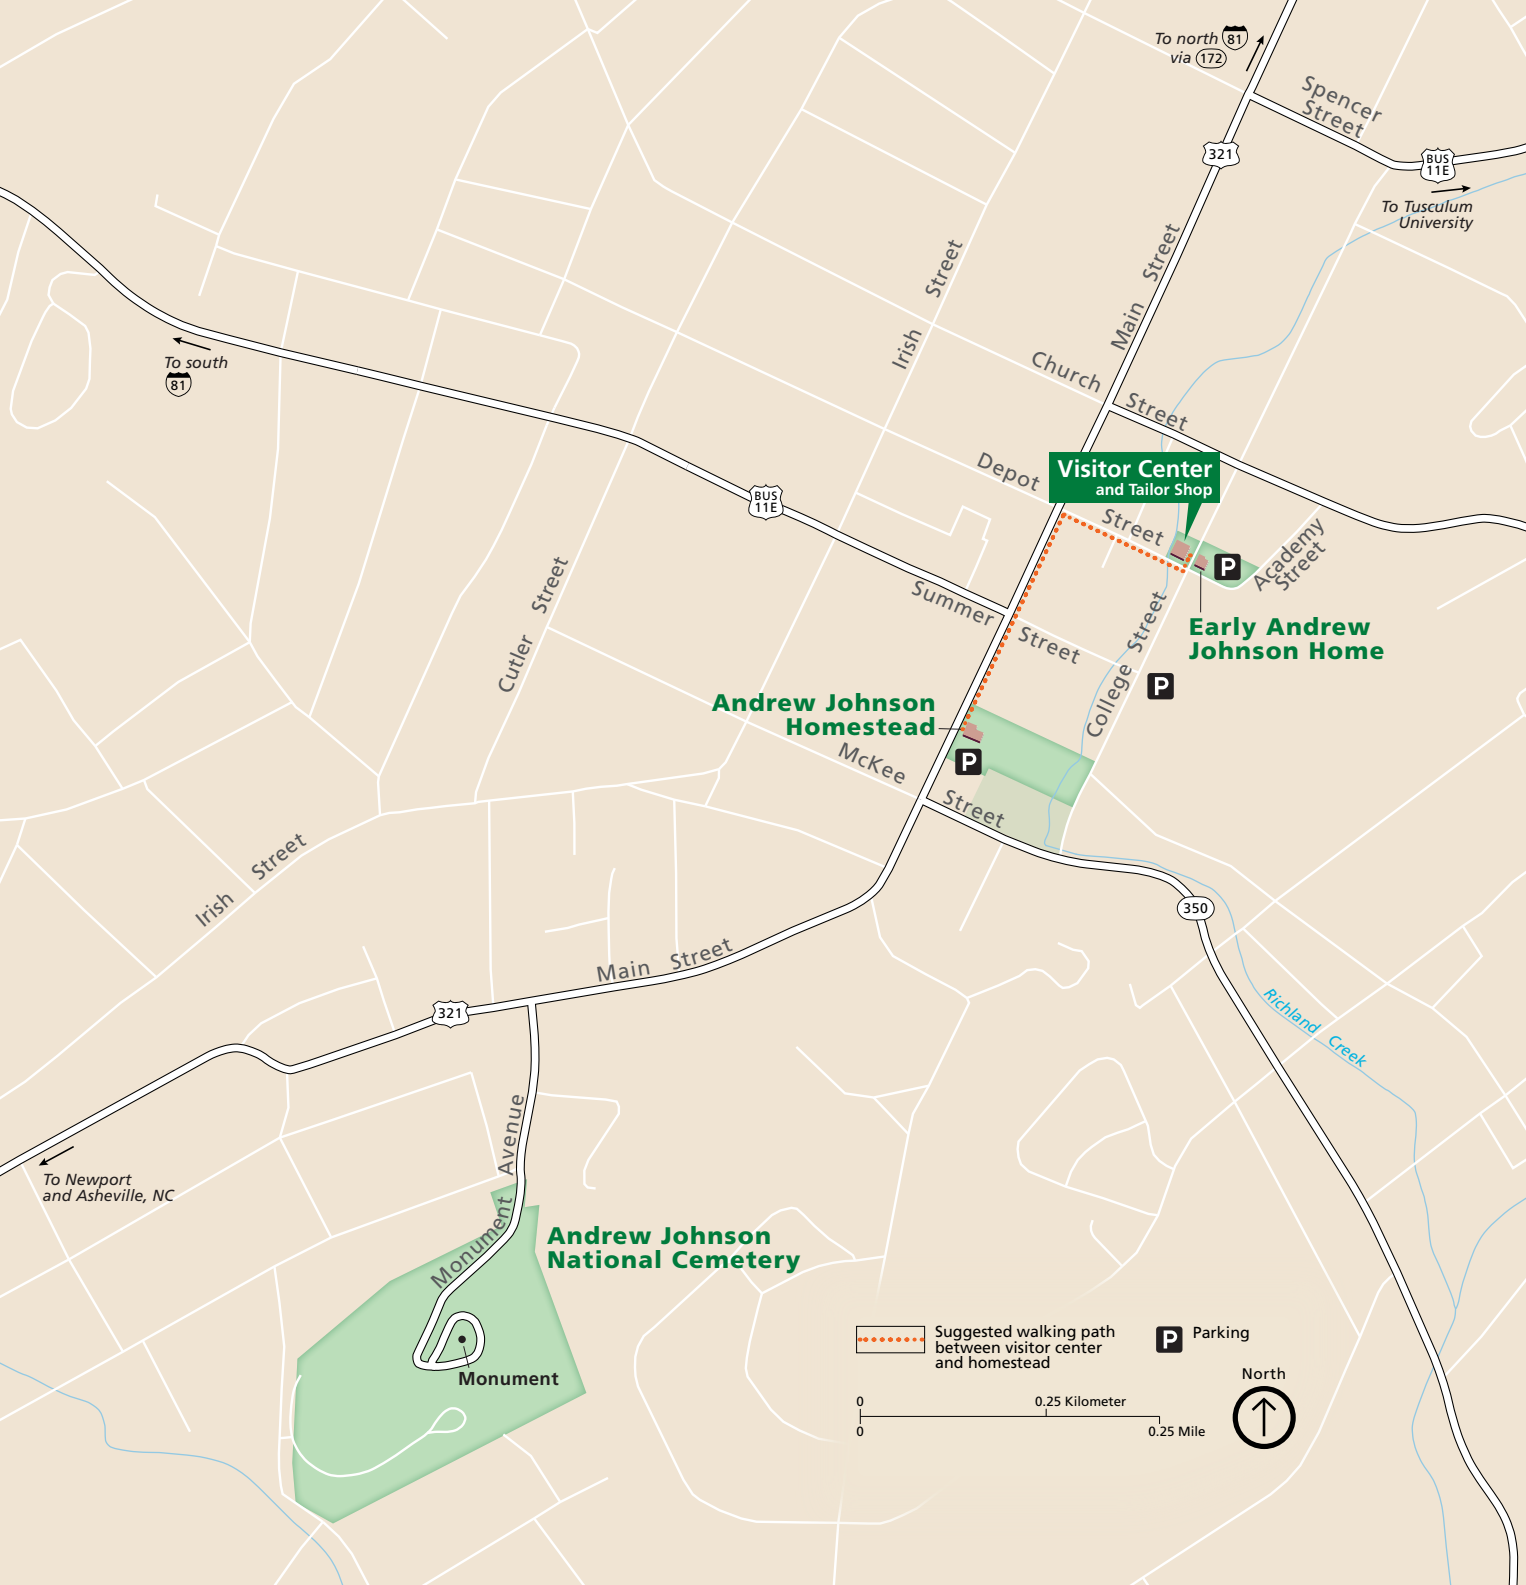 To north 81
via 172
Spencer
Street
321
BUS
11E
To Tusculum
University
Main Street
Irish Street
To south
81
Church Street
Depot Street
Visitor Center
and Tailor Shop
BUS
11E
P
Academy
Street
Cutler Street
Summer Street
College Street
Early Andrew
Johnson Home
P
Andrew Johnson
Homestead
P
McKee Street
Irish Street
350
Main Street
321
Richland Creek
Monument Avenue
To Newport
and Asheville, NC
Andrew Johnson
National Cemetery
Monument
Suggested walking path
between visitor center
and homestead
P Parking
North
0 0.25 Kilometer
0 0.25 Mile